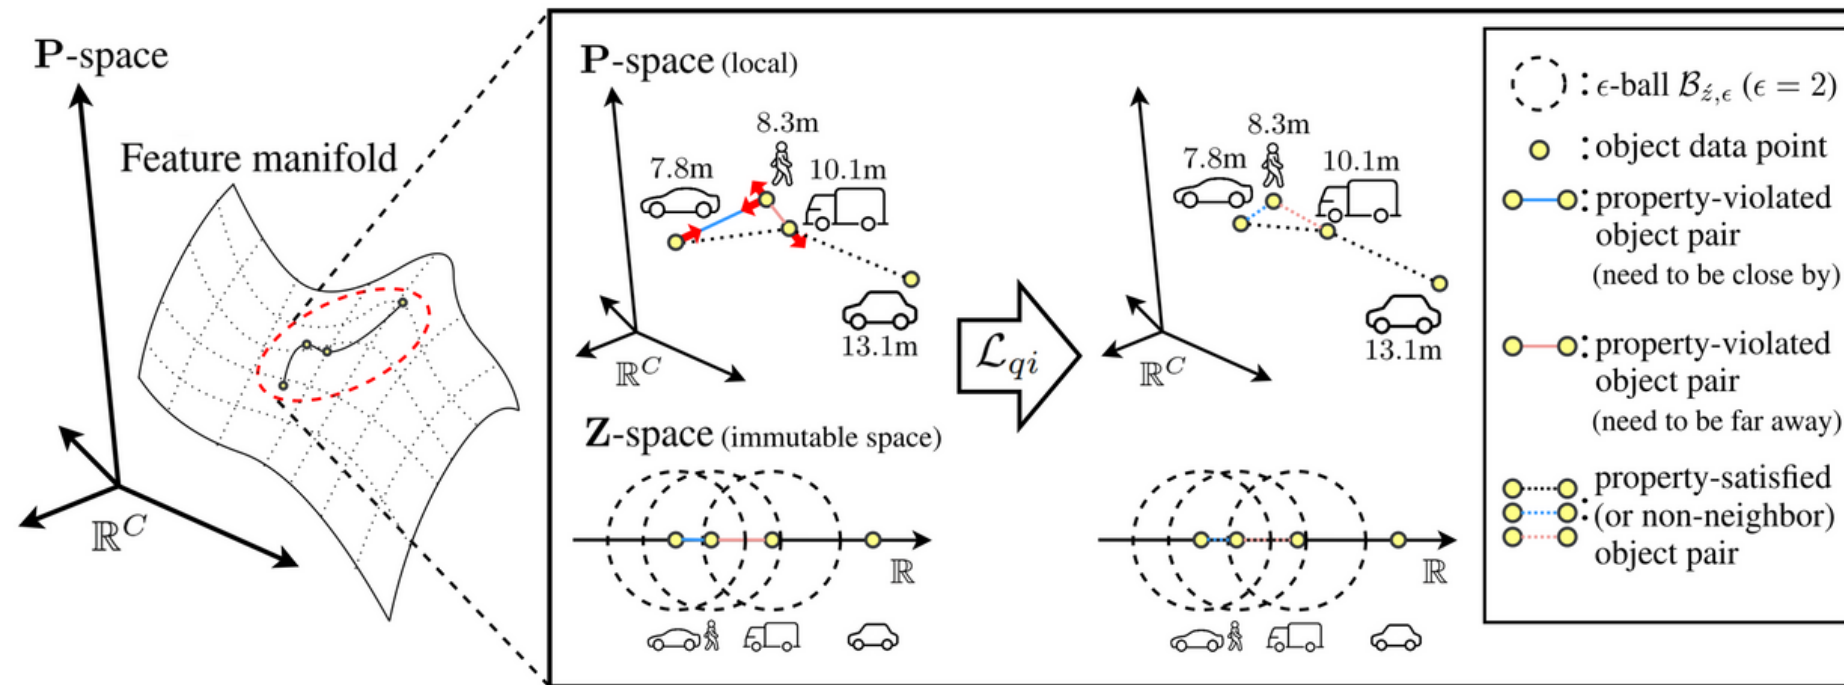 P-space
Feature manifold
ℝ^C
P-space (local)
8.3m
7.8m
10.1m
13.1m
ℝ^C
Z-space (immutable space)
ℝ
ℒ_{qi}
8.3m
7.8m
10.1m
13.1m
ℝ^C
ℝ
: ϵ-ball ℬ_{ź,ϵ} (ϵ = 2)
: object data point
: property-violated
object pair
(need to be close by)
: property-violated
object pair
(need to be far away)
property-satisfied
: (or non-neighbor)
object pair